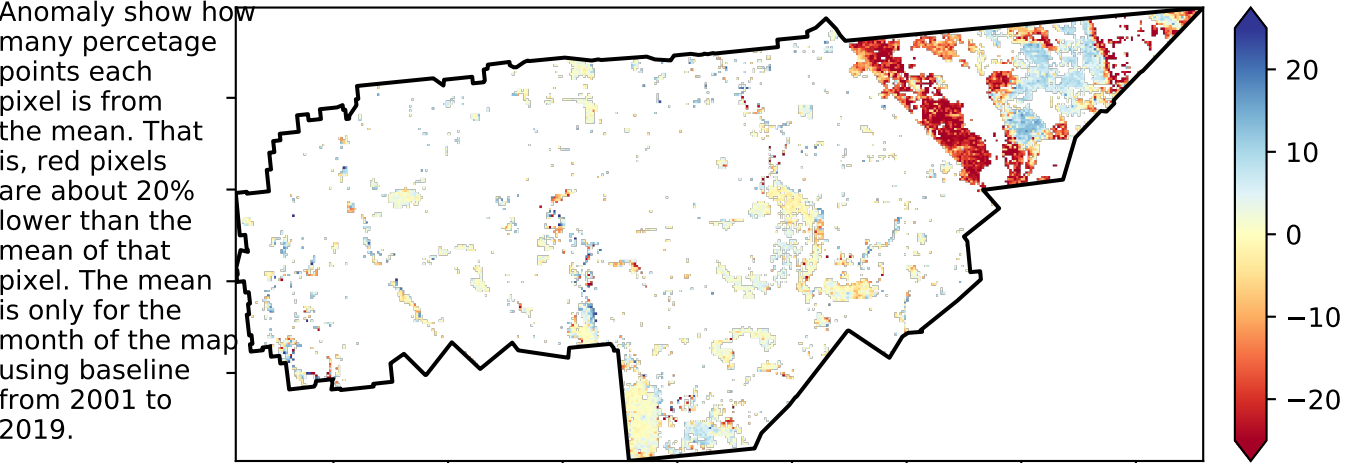 Anomaly show how
many percetage
points each
pixel is from
the mean. That
is, red pixels
are about 20%
lower than the
mean of that
pixel. The mean
is only for the
month of the map
using baseline
from 2001 to
2019.
20
10
0
−10
−20